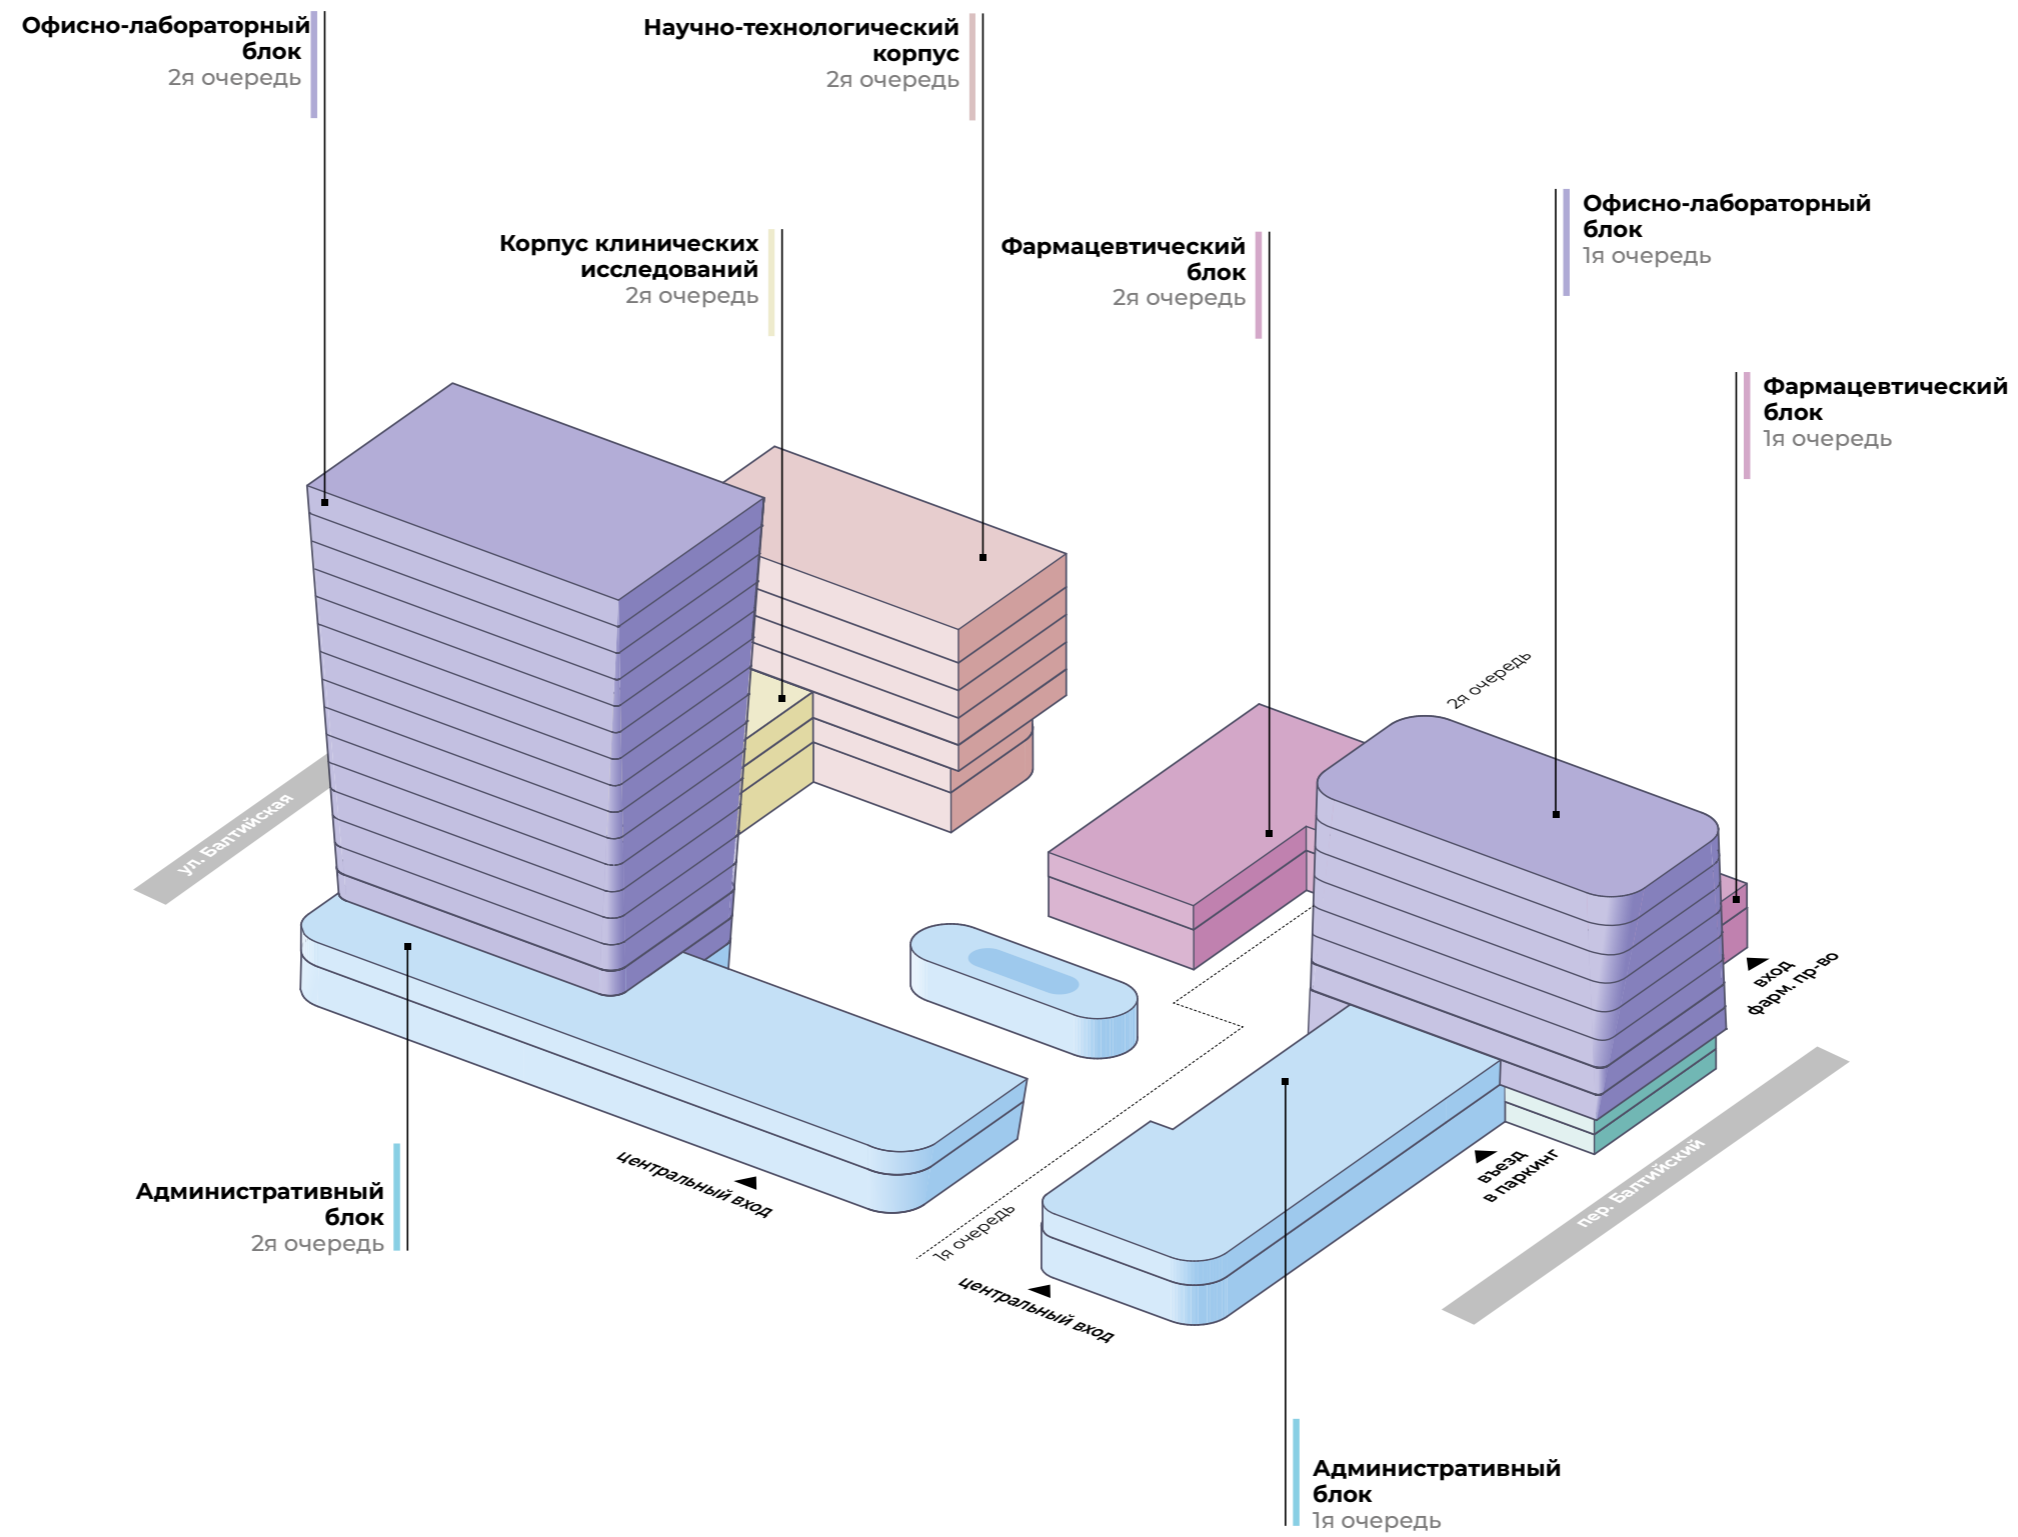 Офисно-лабораторный
блок
2я очередь
Научно-технологический
корпус
2я очередь
Корпус клинических
исследований
2я очередь
Фармацевтический
блок
2я очередь
Офисно-лабораторный
блок
1я очередь
Фармацевтический
блок
1я очередь
2я очередь
ул. Балтийская
вход
фарм. пр-во
въезд
в паркинг
пер. Балтийский
центральный вход
1я очередь
центральный вход
Административный
блок
2я очередь
Административный
блок
1я очередь